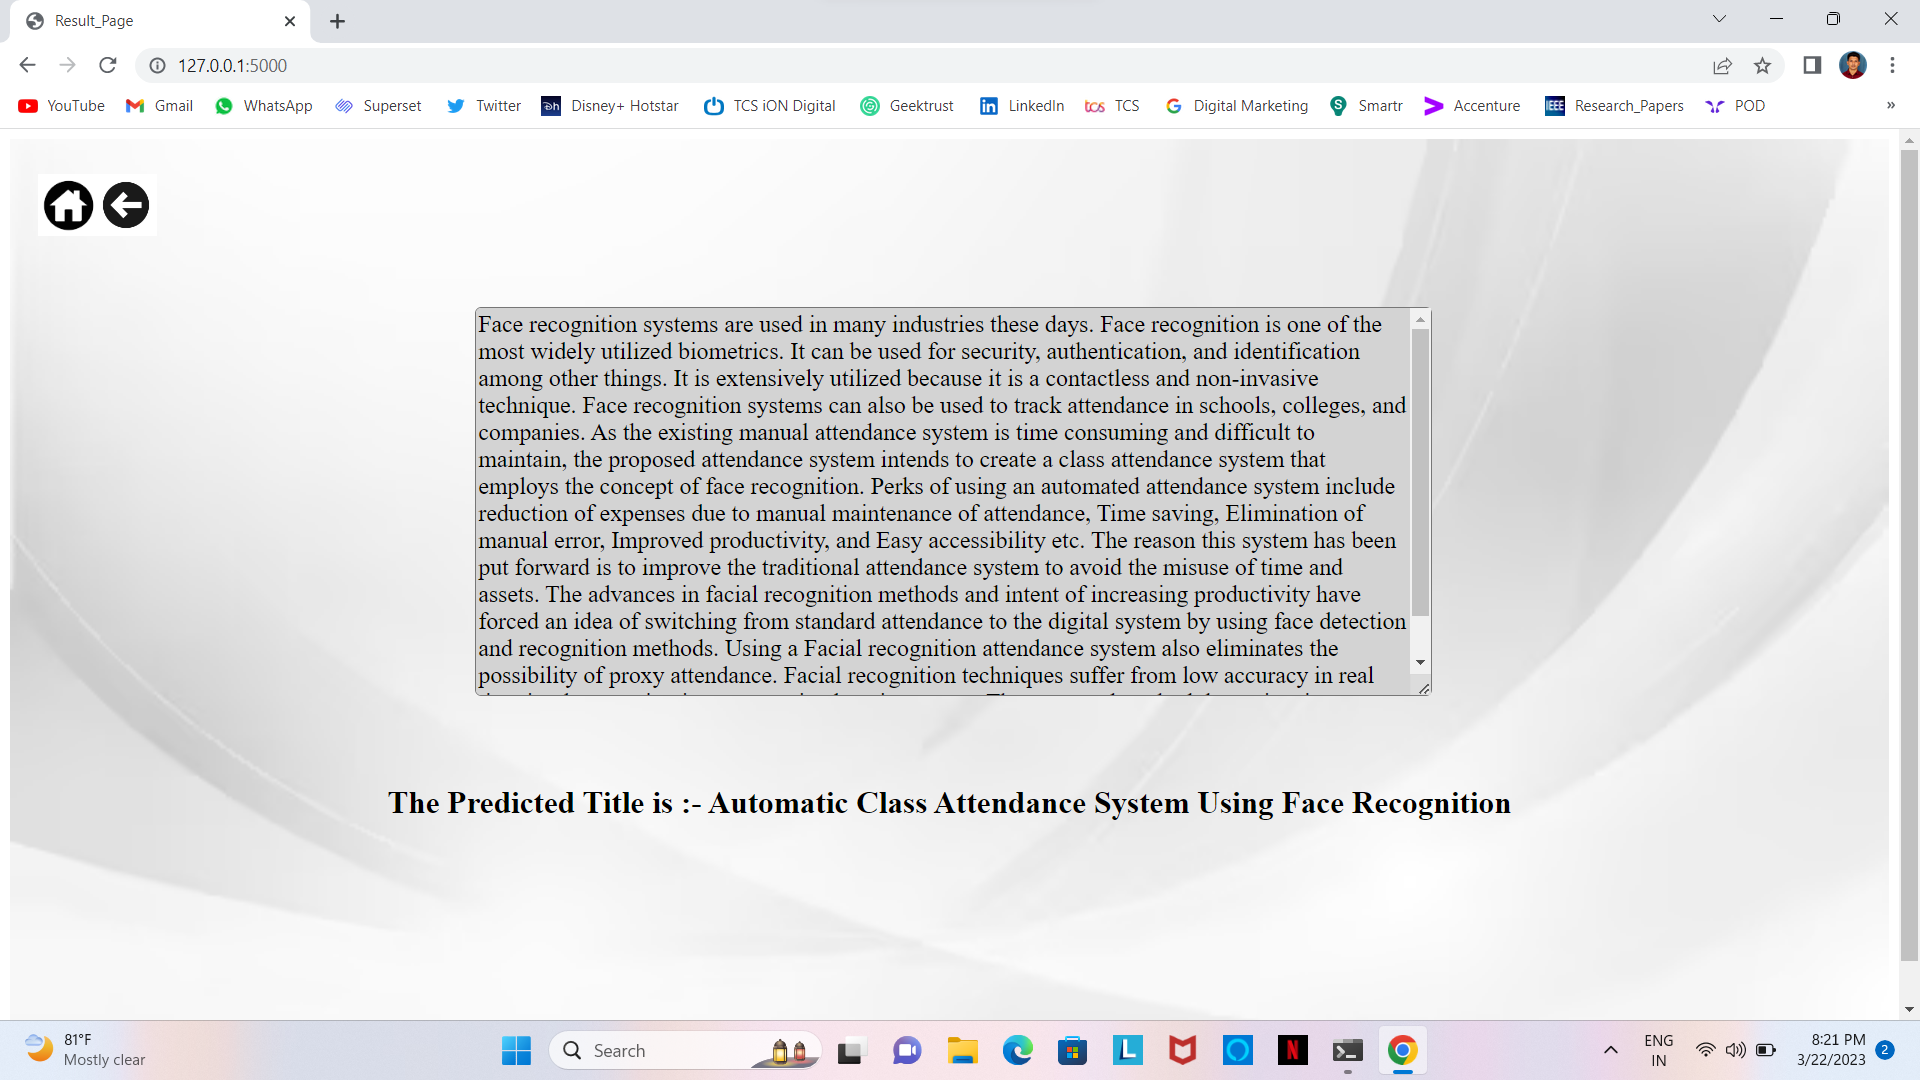 Result_Page
127.0.0.1:5000
YouTube Gmail WhatsApp Superset Twitter Disney+ Hotstar TCS iON Digital Geektrust LinkedIn TCS Digital Marketing Smartr Accenture Research_Papers POD »
Face recognition systems are used in many industries these days. Face recognition is one of the
most widely utilized biometrics. It can be used for security, authentication, and identification
among other things. It is extensively utilized because it is a contactless and non-invasive
technique. Face recognition systems can also be used to track attendance in schools, colleges, and
companies. As the existing manual attendance system is time consuming and difficult to
maintain, the proposed attendance system intends to create a class attendance system that
employs the concept of face recognition. Perks of using an automated attendance system include
reduction of expenses due to manual maintenance of attendance, Time saving, Elimination of
manual error, Improved productivity, and Easy accessibility etc. The reason this system has been
put forward is to improve the traditional attendance system to avoid the misuse of time and
assets. The advances in facial recognition methods and intent of increasing productivity have
forced an idea of switching from standard attendance to the digital system by using face detection
and recognition methods. Using a Facial recognition attendance system also eliminates the
possibility of proxy attendance. Facial recognition techniques suffer from low accuracy in real
The Predicted Title is :- Automatic Class Attendance System Using Face Recognition
81°F
Mostly clear
Search
ENG
IN
8:21 PM
3/22/2023
2